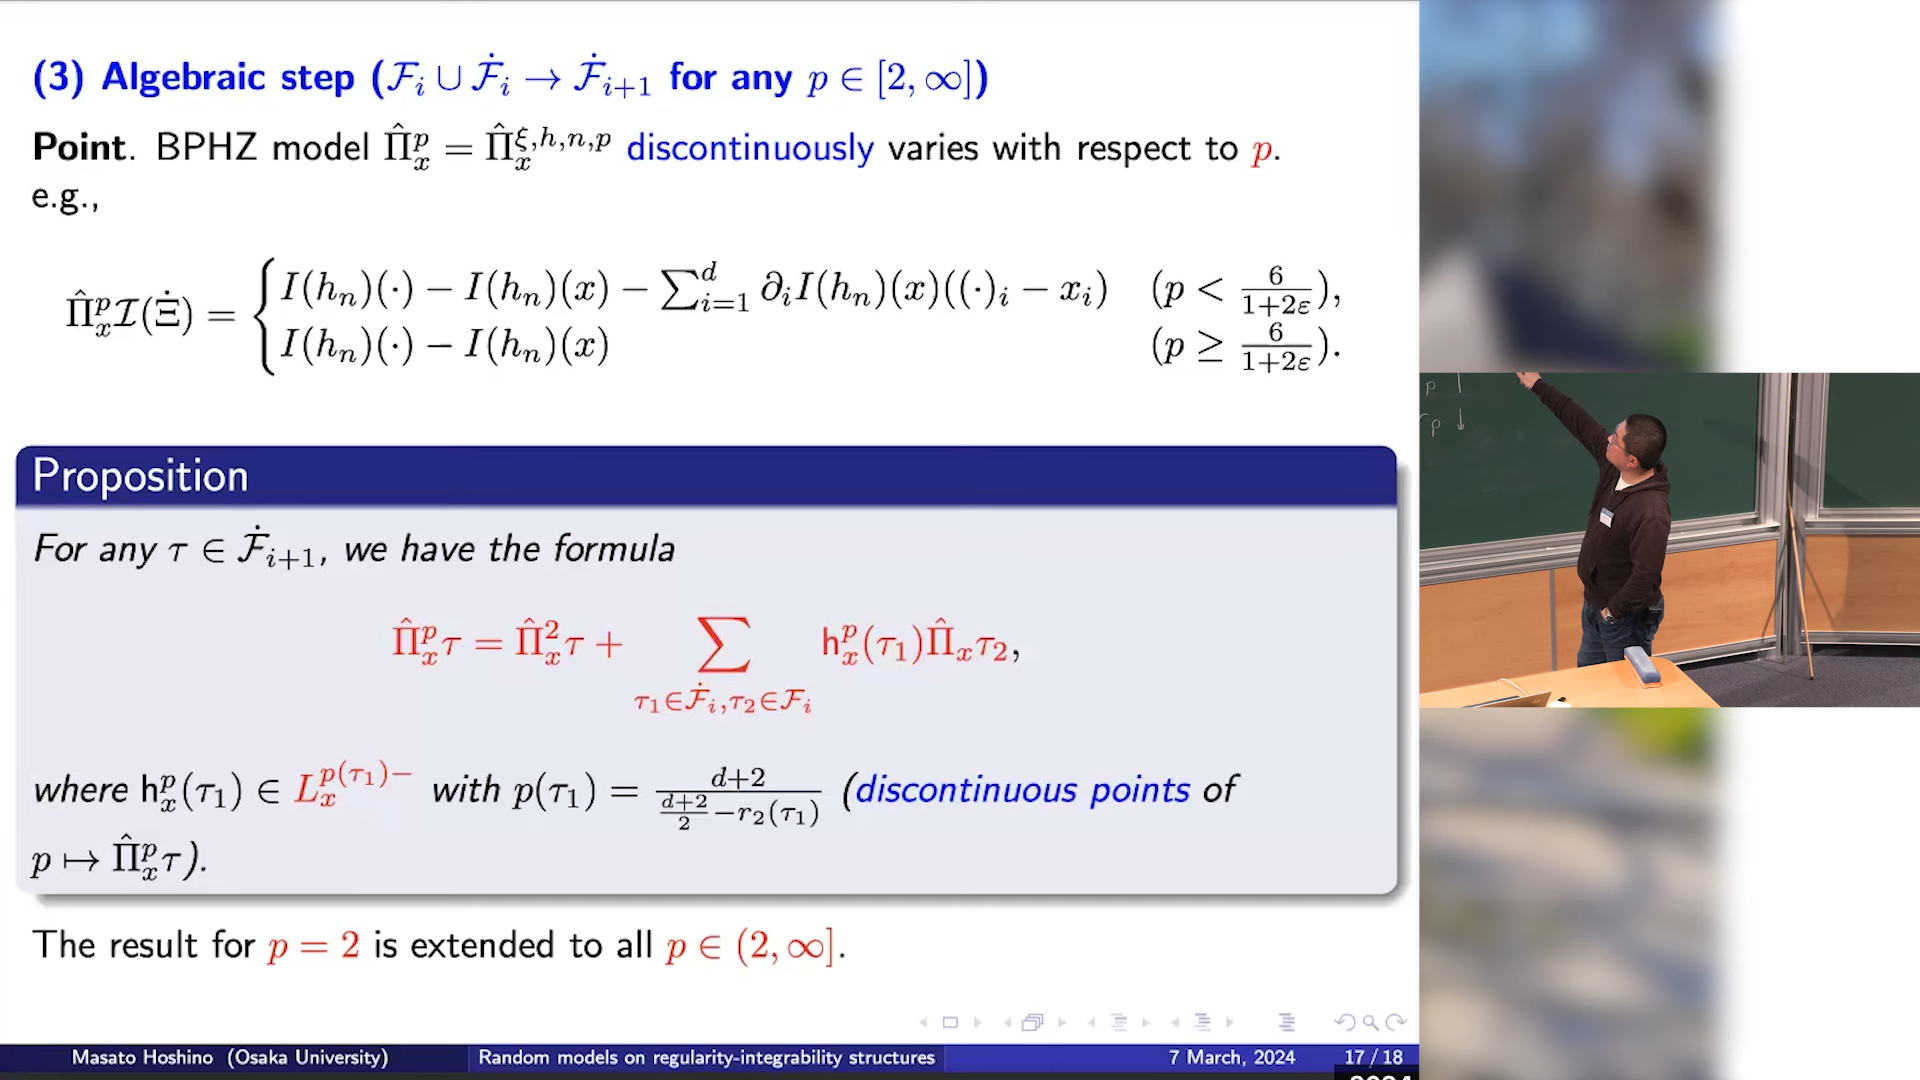 (3) Algebraic step (ℱᵢ ∪ ℱ̇ᵢ → ℱ̇ᵢ₊₁ for any p ∈ [2, ∞])
Point. BPHZ model Π̂ₓᵖ = Π̂ₓ^{ξ,h,n,p} discontinuously varies with respect to p.
e.g.,
Π̂ₓᵖ ℐ(Ξ̇) = { I(hₙ)(·) − I(hₙ)(x) − ∑ᵢ₌₁ᵈ ∂ᵢI(hₙ)(x)((·)ᵢ − xᵢ) (p < 6/(1+2ε)),
I(hₙ)(·) − I(hₙ)(x) (p ≥ 6/(1+2ε)).
Proposition
For any τ ∈ ℱ̇ᵢ₊₁, we have the formula
Π̂ₓᵖτ = Π̂ₓ²τ + ∑_{τ₁∈ℱ̇ᵢ,τ₂∈ℱᵢ} hₓᵖ(τ₁)Π̂ₓτ₂,
where hₓᵖ(τ₁) ∈ Lₓ^{p(τ₁)−} with p(τ₁) = (d+2)/((d+2)/2 − r₂(τ₁)) (discontinuous points of
p ↦ Π̂ₓᵖτ).
The result for p = 2 is extended to all p ∈ (2, ∞].
Masato Hoshino (Osaka University) Random models on regularity-integrability structures 7 March, 2024 17 / 18
p ↓
p ↓